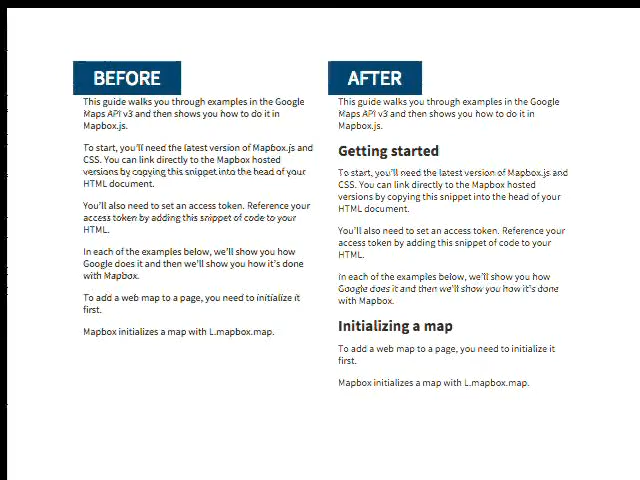 BEFORE
This guide walks you through examples in the Google
Maps API v3 and then shows you how to do it in
Mapbox.js.
To start, you'll need the latest version of Mapbox.js and
CSS. You can link directly to the Mapbox hosted
versions by copying this snippet into the head of your
HTML document.
You'll also need to set an access token. Reference your
access token by adding this snippet of code to your
HTML.
In each of the examples below, we'll show you how
Google does it and then we'll show you how it's done
with Mapbox.
To add a web map to a page, you need to initialize it
first.
Mapbox initializes a map with L.mapbox.map.
AFTER
This guide walks you through examples in the Google
Maps API v3 and then shows you how to do it in
Mapbox.js.
Getting started
To start, you'll need the latest version of Mapbox.js and
CSS. You can link directly to the Mapbox hosted
versions by copying this snippet into the head of your
HTML document.
You'll also need to set an access token. Reference your
access token by adding this snippet of code to your
HTML.
In each of the examples below, we'll show you how
Google does it and then we'll show you how it's done
with Mapbox.
Initializing a map
To add a web map to a page, you need to initialize it
first.
Mapbox initializes a map with L.mapbox.map.